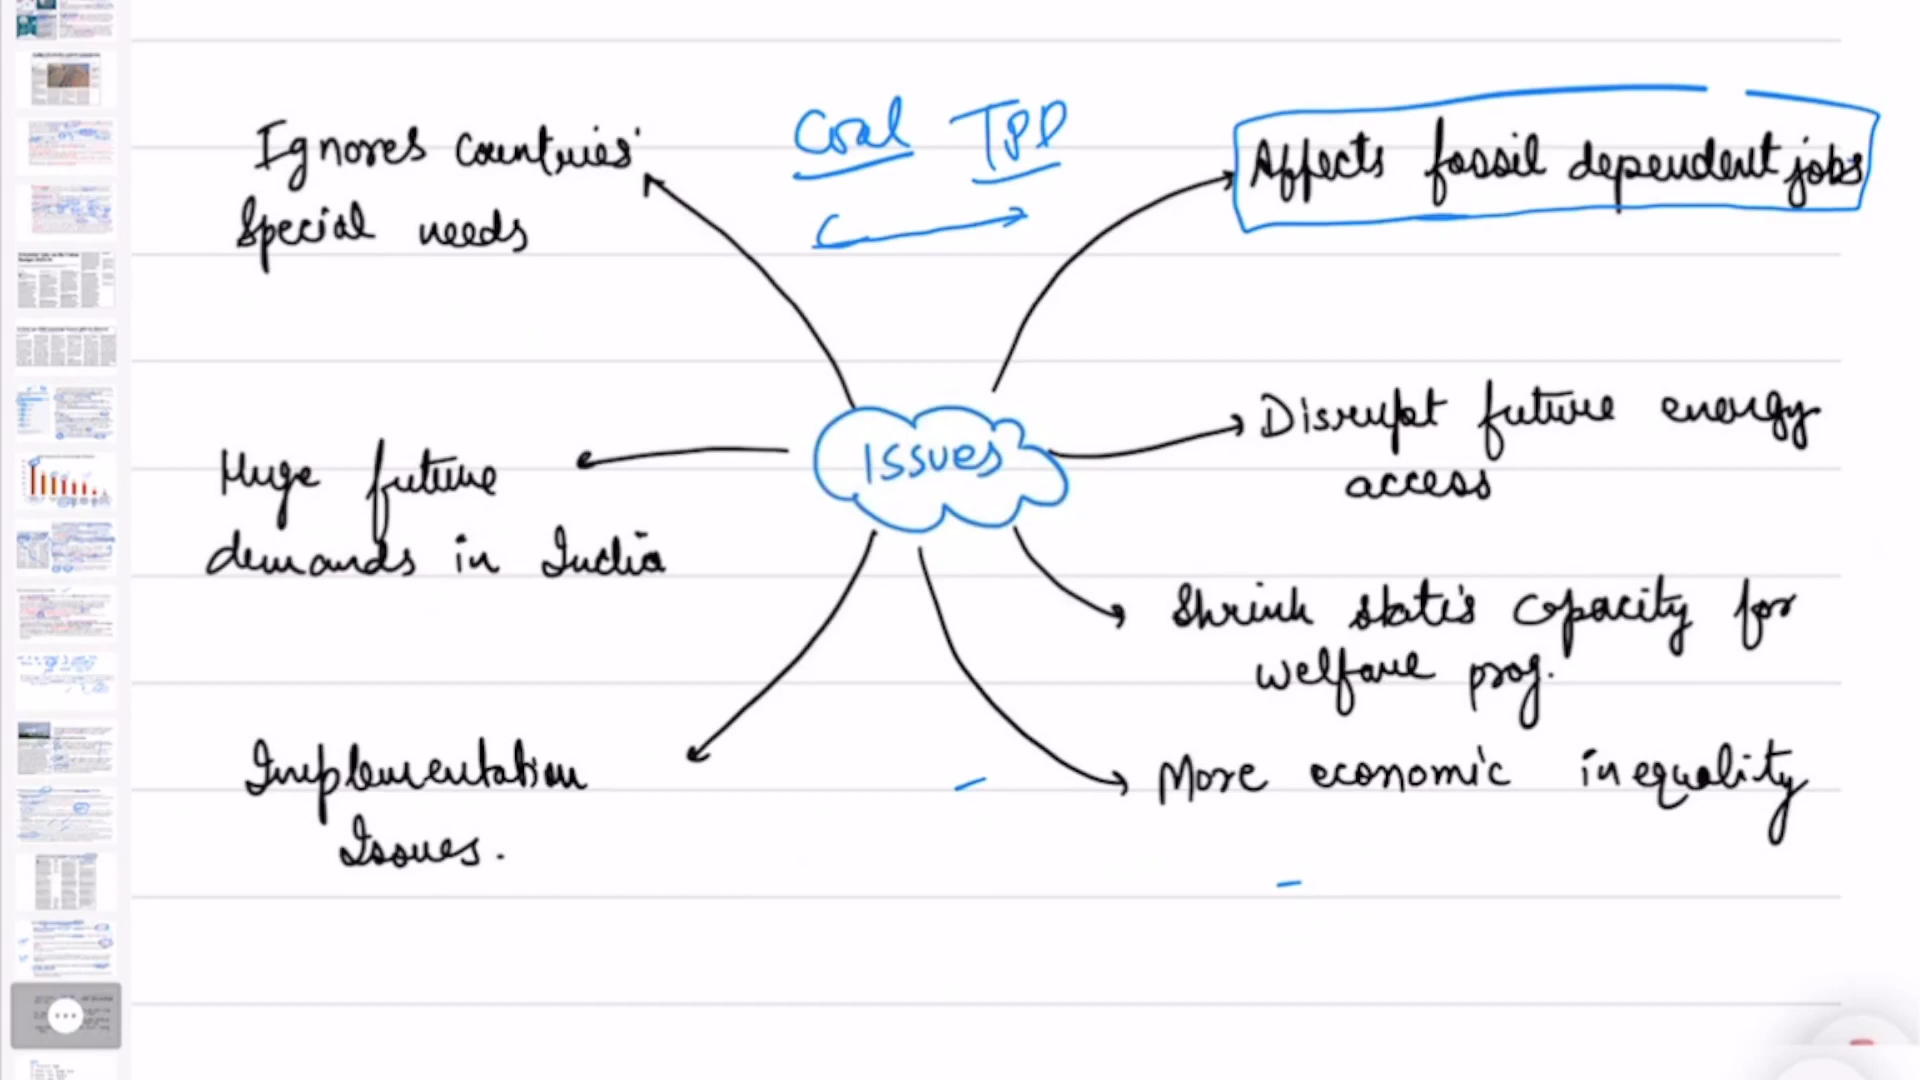 Coal TPP
Ignores Countries'
Special needs
Affects fossil dependent jobs
Issues
Disrupt future energy
access
Huge future
demands in India
Shrink state's capacity for
welfare prog.
Implementation
Issues.
More economic inequality